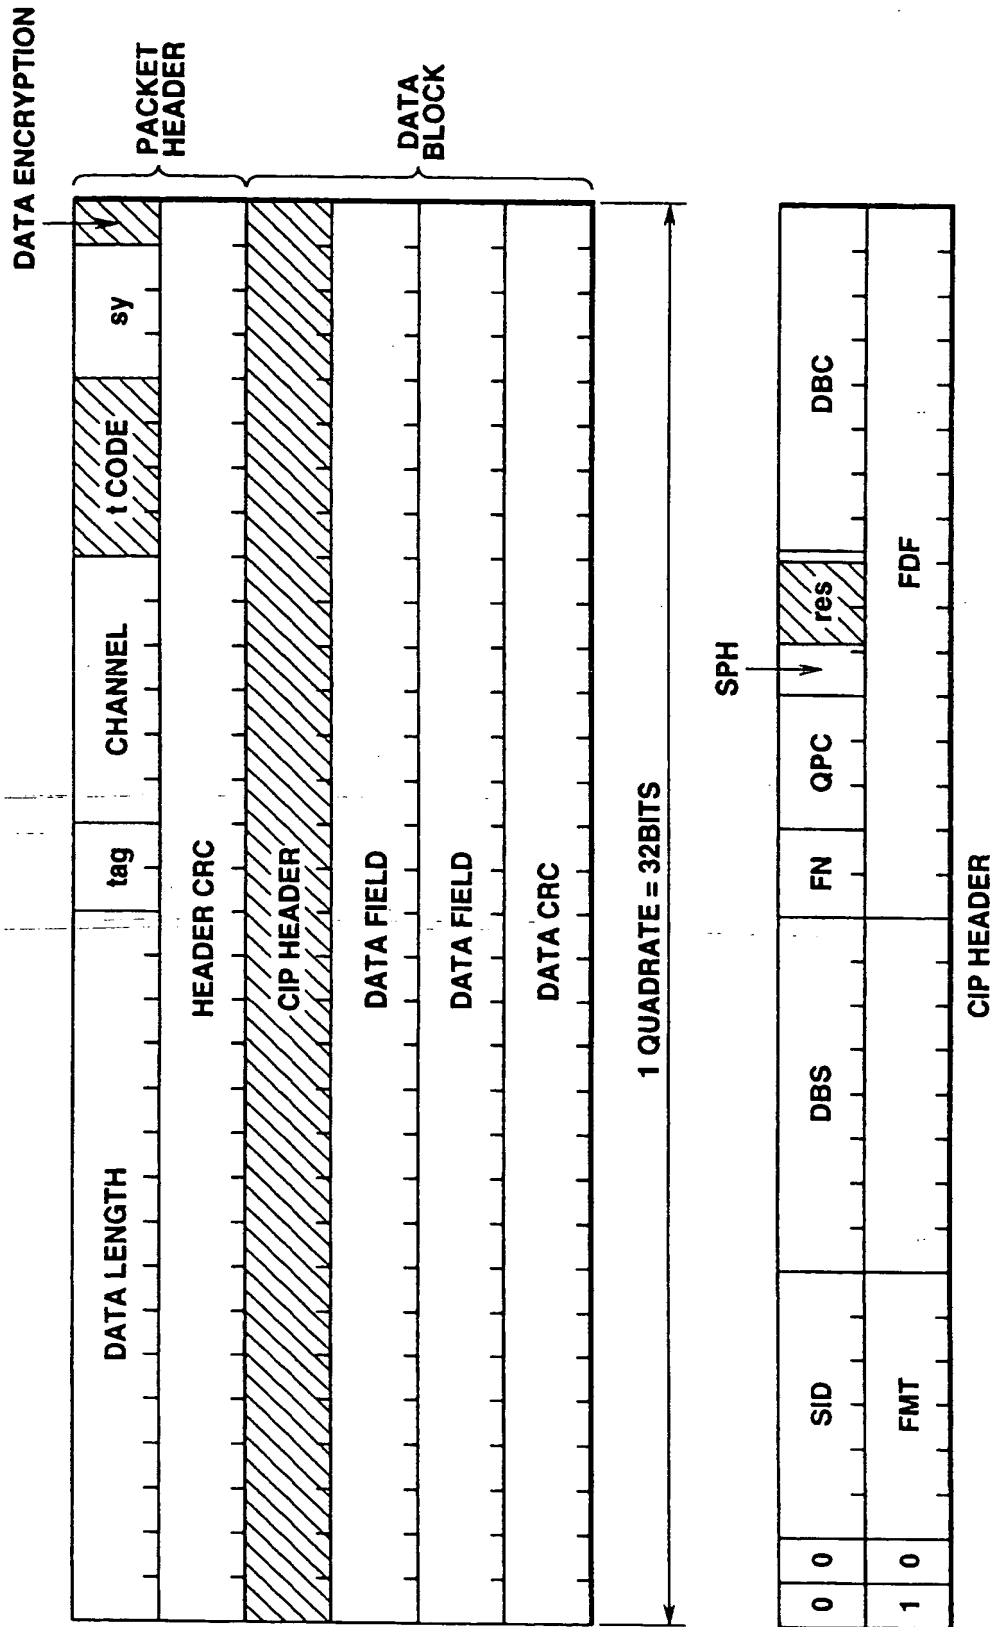 DATA ENCRYPTION
DATA LENGTH
tag
CHANNEL
t CODE
sy
PACKET
HEADER
HEADER CRC
CIP HEADER
DATA FIELD
DATA FIELD
DATA CRC
DATA
BLOCK
1 QUADRATE = 32BITS
SPH
0
0
SID
DBS
FN
QPC
res
DBC
1
0
FMT
FDF
CIP HEADER